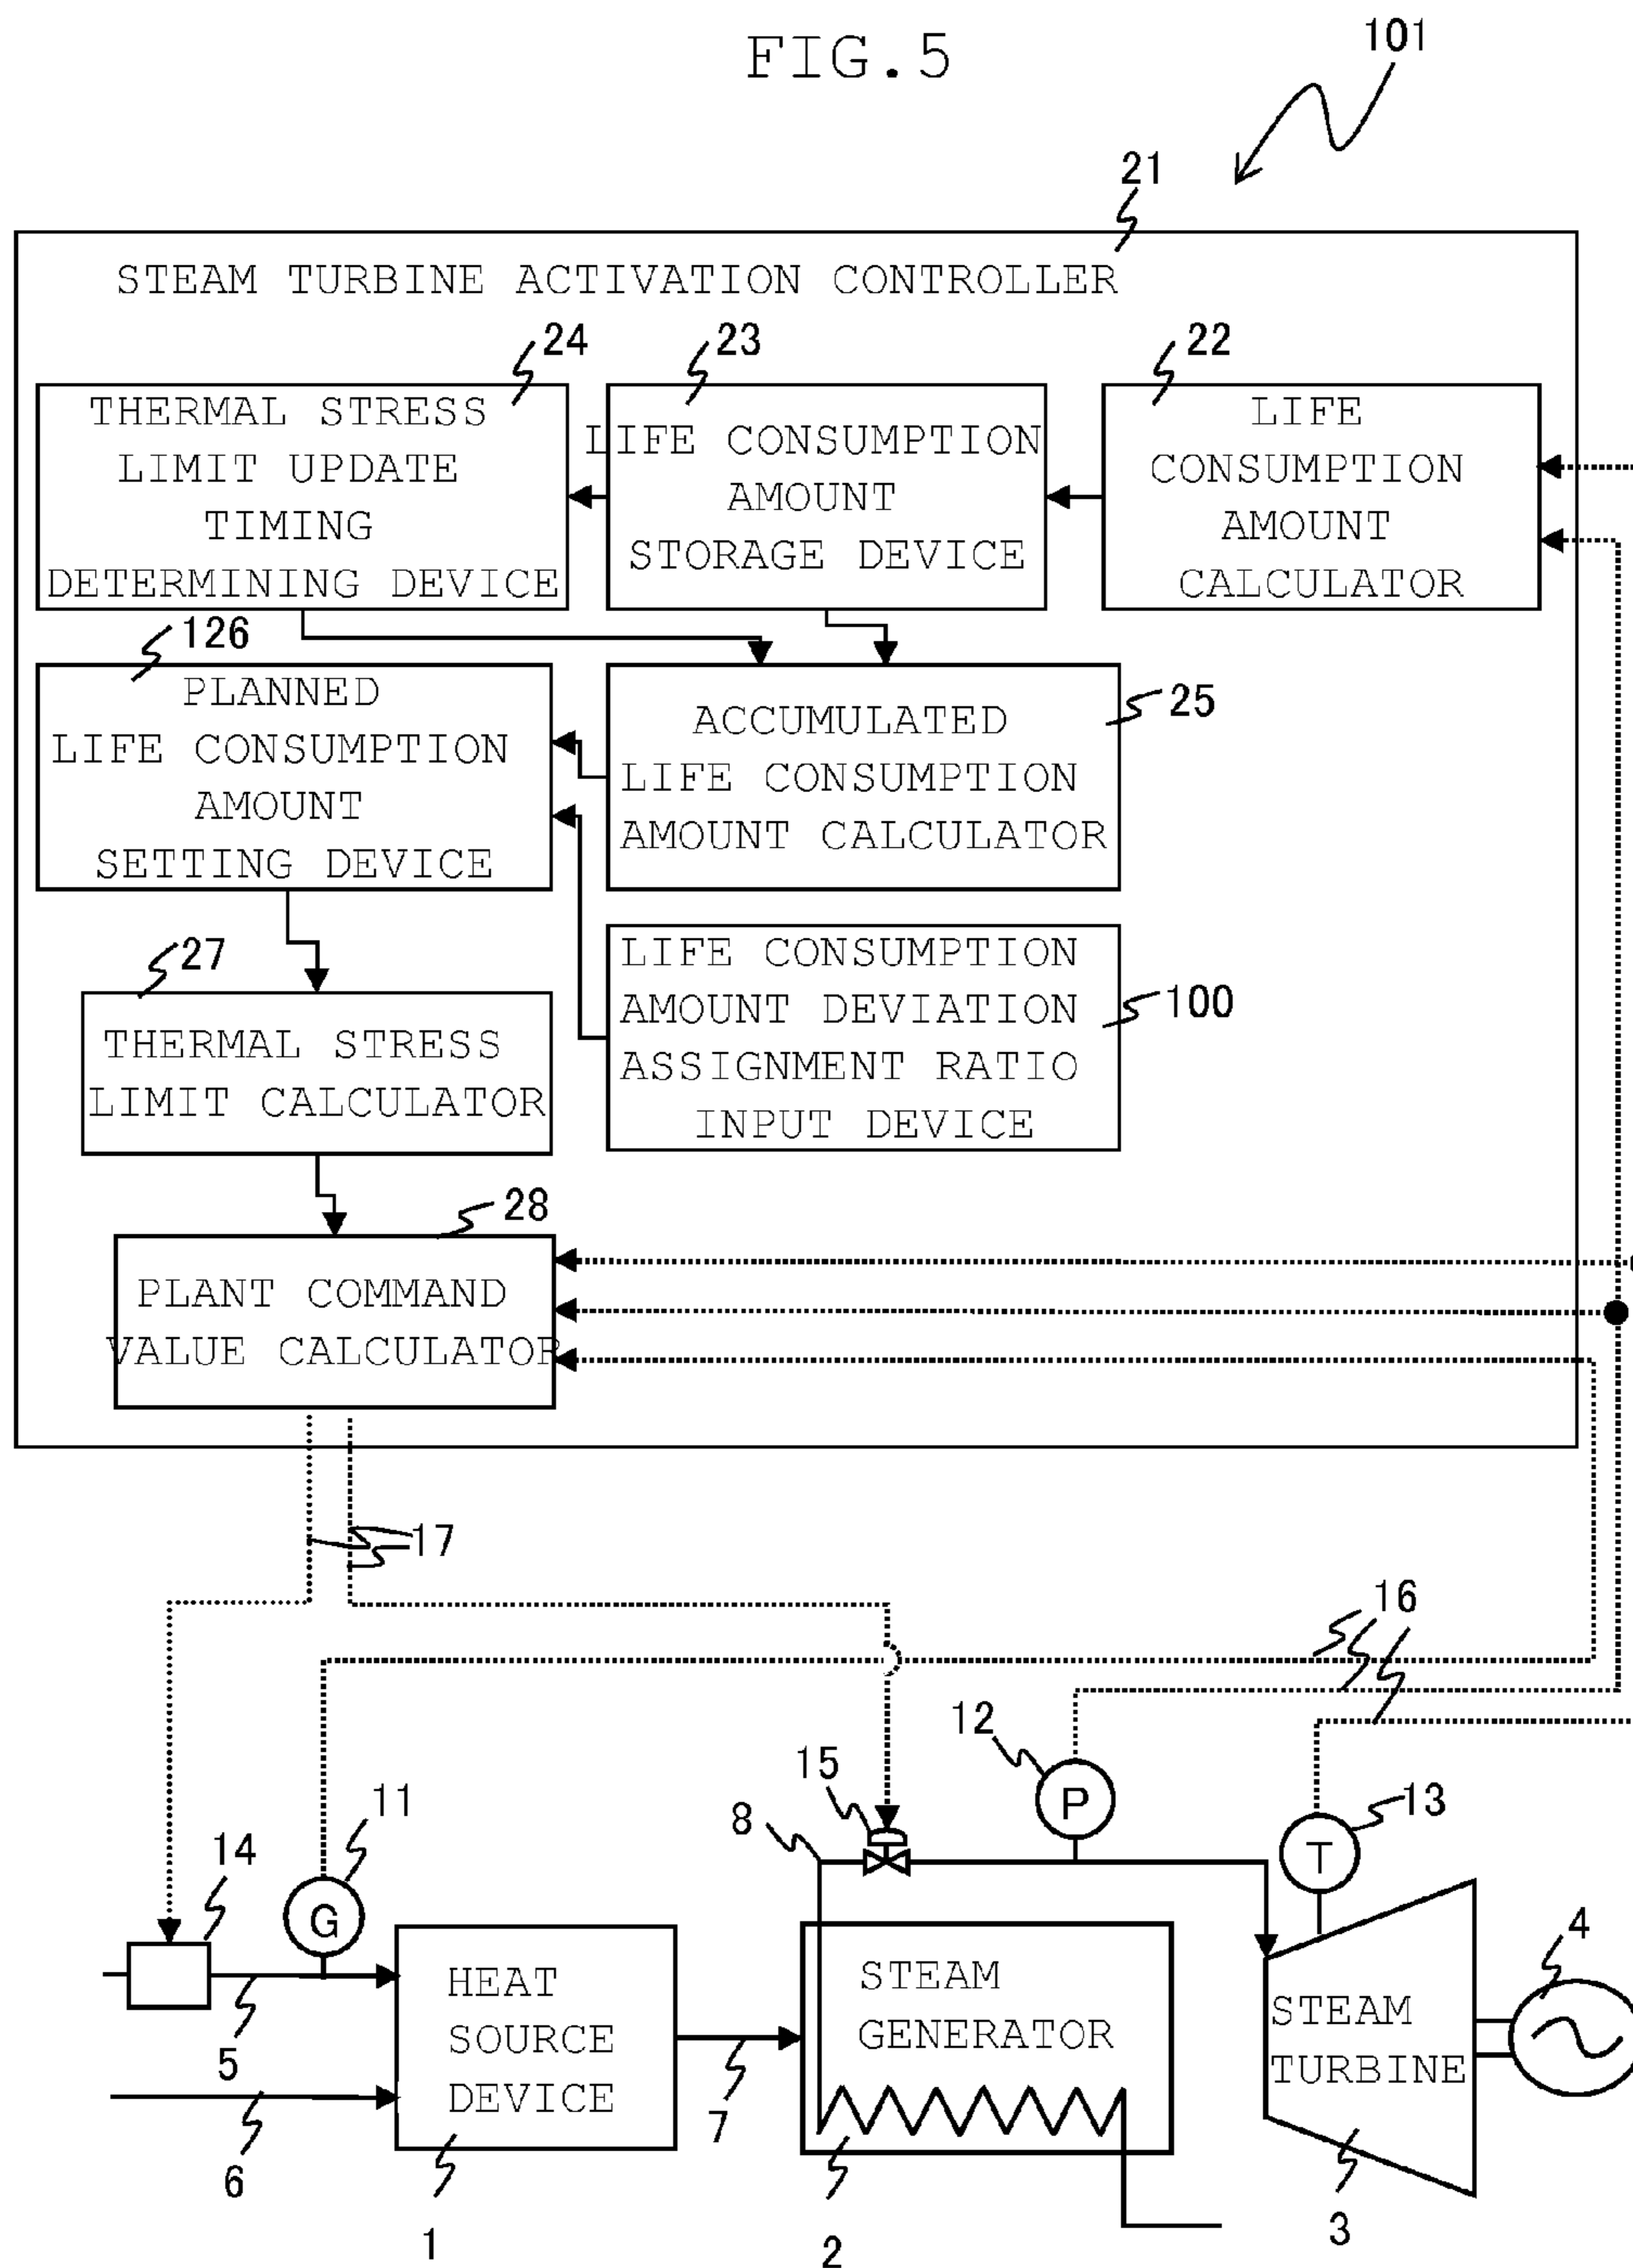 FIG.5
101
21
STEAM TURBINE ACTIVATION CONTROLLER
24
23
22
THERMAL STRESS
LIMIT UPDATE
TIMING
DETERMINING DEVICE
LIFE CONSUMPTION
AMOUNT
STORAGE DEVICE
LIFE
CONSUMPTION
AMOUNT
CALCULATOR
126
PLANNED
LIFE CONSUMPTION
AMOUNT
SETTING DEVICE
25
ACCUMULATED
LIFE CONSUMPTION
AMOUNT CALCULATOR
27
THERMAL STRESS
LIMIT CALCULATOR
100
LIFE CONSUMPTION
AMOUNT DEVIATION
ASSIGNMENT RATIO
INPUT DEVICE
28
PLANT COMMAND
VALUE CALCULATOR
17
16
12
15
P
13
11
8
T
14
G
4
HEAT
SOURCE
DEVICE
STEAM
GENERATOR
STEAM
TURBINE
5
7
6
1
2
3